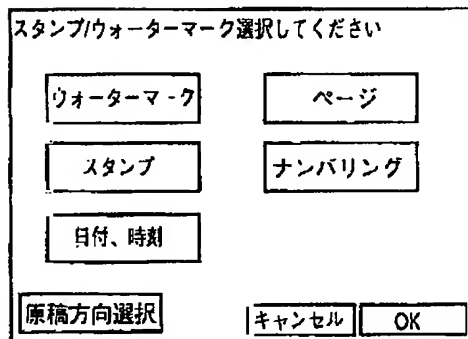 スタンプ/ウォーターマーク選択してください
ウォーターマーク
ページ
スタンプ
ナンバリング
日付、時刻
原稿方向選択
キャンセル
OK